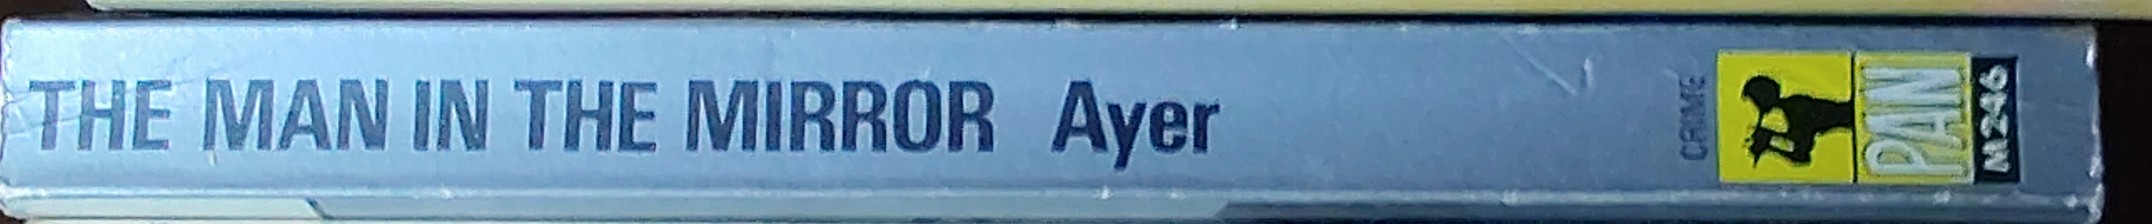 THE MAN IN THE MIRROR Ayer
CRIME
PAN
M246